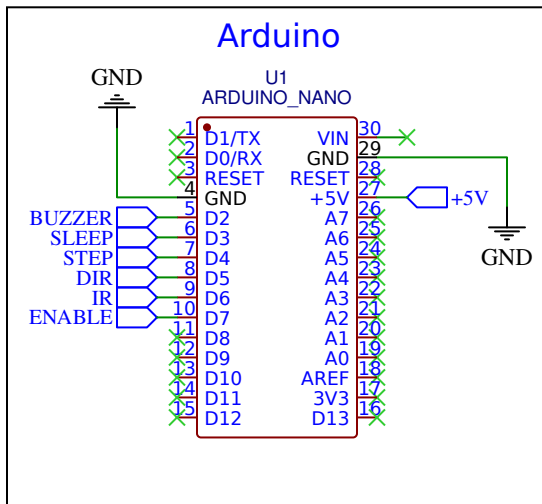 Arduino
GND
U1
ARDUINO_NANO
1 D1/TX VIN 30
2 D0/RX GND 29
3 RESET RESET 28
4 GND +5V 27 +5V
BUZZER 5 D2 A7 26
SLEEP 6 D3 A6 25
STEP 7 D4 A5 24
DIR 8 D5 A4 23
IR 9 D6 A3 22
ENABLE 10 D7 A2 21
11 D8 A1 20
12 D9 A0 19
13 D10 AREF 18
14 D11 3V3 17
15 D12 D13 16
GND